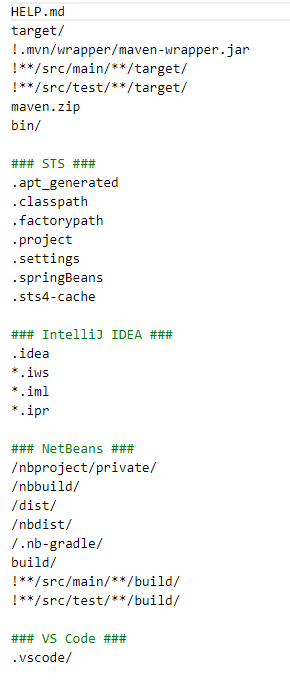 HELP.md
target/
!.mvn/wrapper/maven-wrapper.jar
!**/src/main/**/target/
!**/src/test/**/target/
maven.zip
bin/

### STS ###
.apt_generated
.classpath
.factorypath
.project
.settings
.springBeans
.sts4-cache

### IntelliJ IDEA ###
.idea
*.iws
*.iml
*.ipr

### NetBeans ###
/nbproject/private/
/nbbuild/
/dist/
/nbdist/
/.nb-gradle/
build/
!**/src/main/**/build/
!**/src/test/**/build/

### VS Code ###
.vscode/